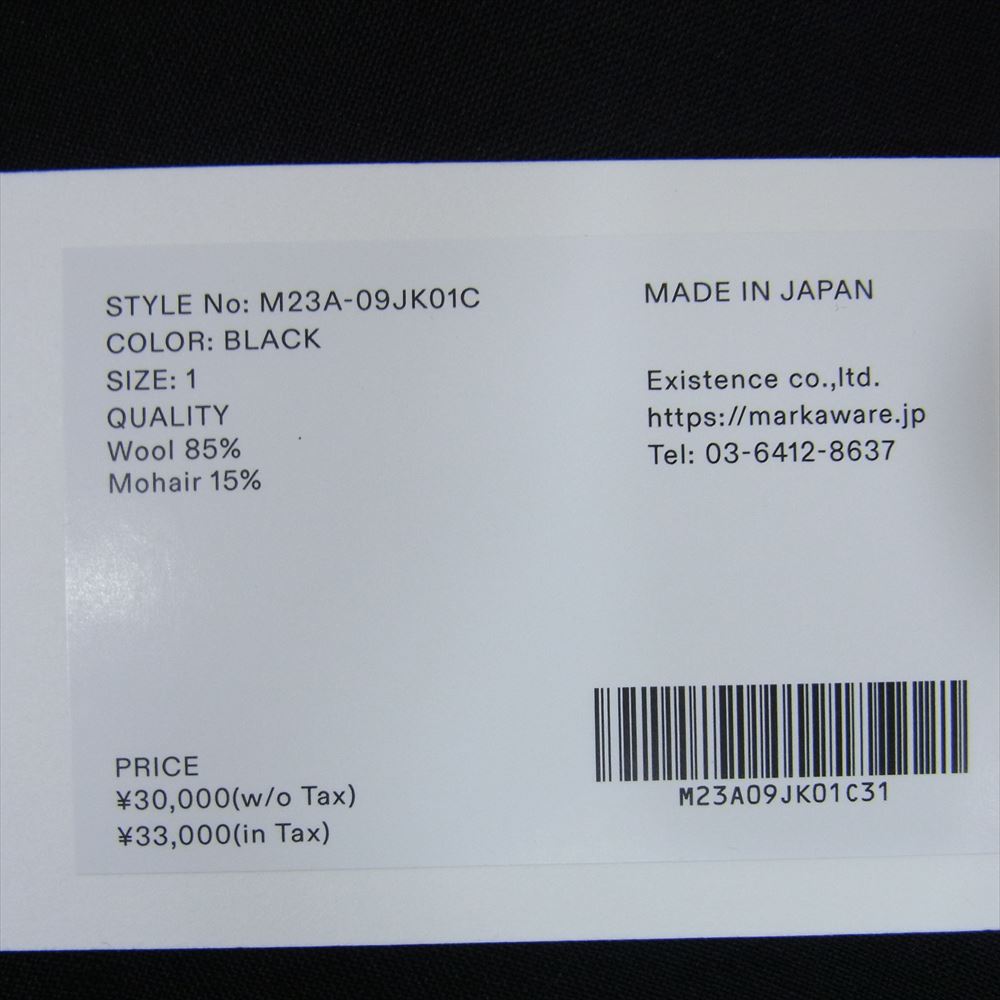 STYLE No: M23A-09JK01C
COLOR: BLACK
SIZE: 1
QUALITY
Wool 85%
Mohair 15%
MADE IN JAPAN
Existence co.,ltd.
https://markaware.jp
Tel: 03-6412-8637
PRICE
¥30,000(w/o Tax)
¥33,000(in Tax)
M23A09JK01C31